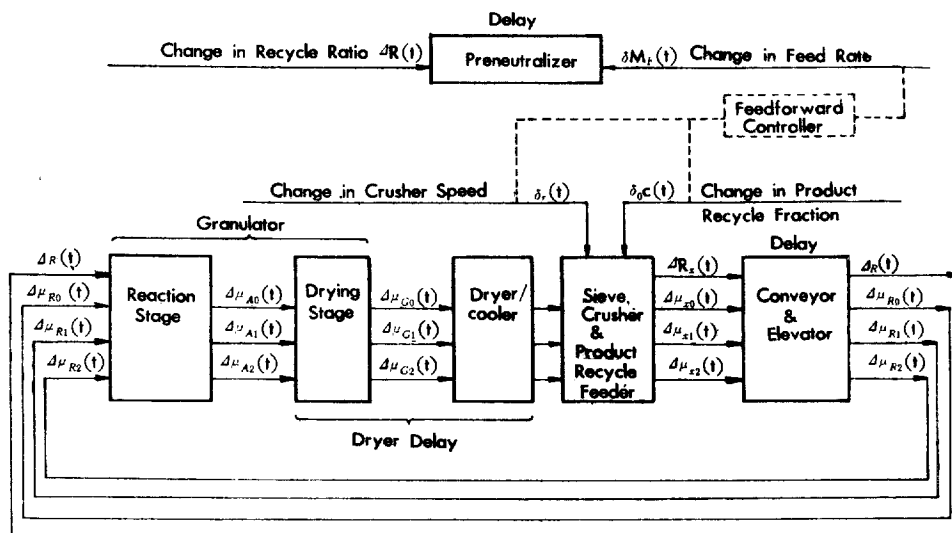 Delay
Change in Recycle Ratio ΔR(t)
Preneutralizer
δM_F(t) Change in Feed Rate
Feedforward
Controller
Change in Crusher Speed
δ_r(t)
δ_0c(t)
Change in Product
Recycle Fraction
Granulator
Delay
ΔR(t)
Δμ_R0(t)
Δμ_R1(t)
Δμ_R2(t)
Reaction
Stage
Δμ_A0(t)
Δμ_A1(t)
Δμ_A2(t)
Drying
Stage
Δμ_G0(t)
Δμ_G1(t)
Δμ_G2(t)
Dryer/
cooler
Sieve,
Crusher
&
Product
Recycle
Feeder
ΔR_x(t)
Δμ_x0(t)
Δμ_x1(t)
Δμ_x2(t)
Conveyor
&
Elevator
ΔR(t)
Δμ_R0(t)
Δμ_R1(t)
Δμ_R2(t)
Dryer Delay